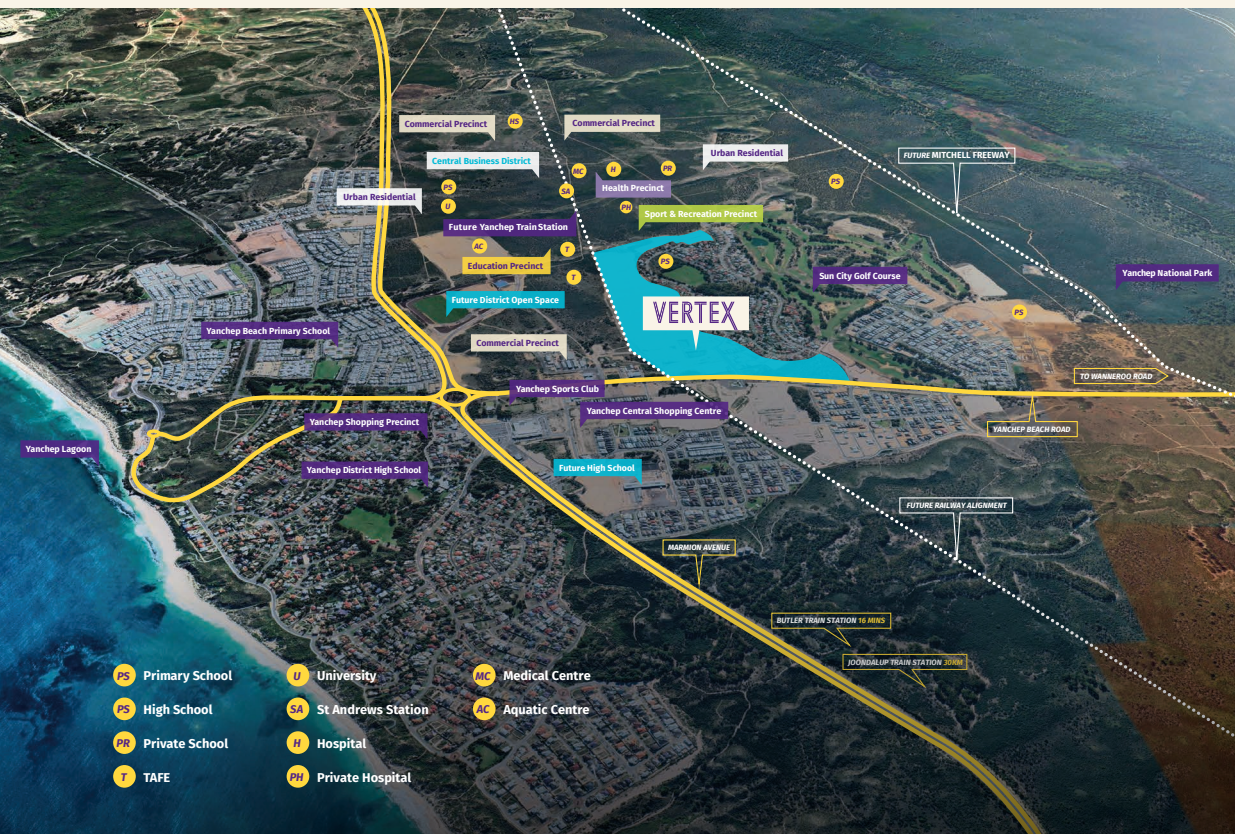 HS
Commercial Precinct
Commercial Precinct
Central Business District
Urban Residential
FUTURE MITCHELL FREEWAY
MC
H
PR
PS
PS
SA
Health Precinct
Urban Residential
U
PH
Sport & Recreation Precinct
Future Yanchep Train Station
AC
T
Education Precinct
PS
T
Sun City Golf Course
Yanchep National Park
Future District Open Space
VERTEX
PS
Yanchep Beach Primary School
Commercial Precinct
TO WANNEROO ROAD
Yanchep Sports Club
Yanchep Central Shopping Centre
Yanchep Shopping Precinct
YANCHEP BEACH ROAD
Yanchep Lagoon
Yanchep District High School
Future High School
FUTURE RAILWAY ALIGNMENT
MARMION AVENUE
BUTLER TRAIN STATION 16 MINS
JOONDALUP TRAIN STATION 30KM
PS Primary School
PS High School
PR Private School
T TAFE
U University
SA St Andrews Station
H Hospital
PH Private Hospital
MC Medical Centre
AC Aquatic Centre